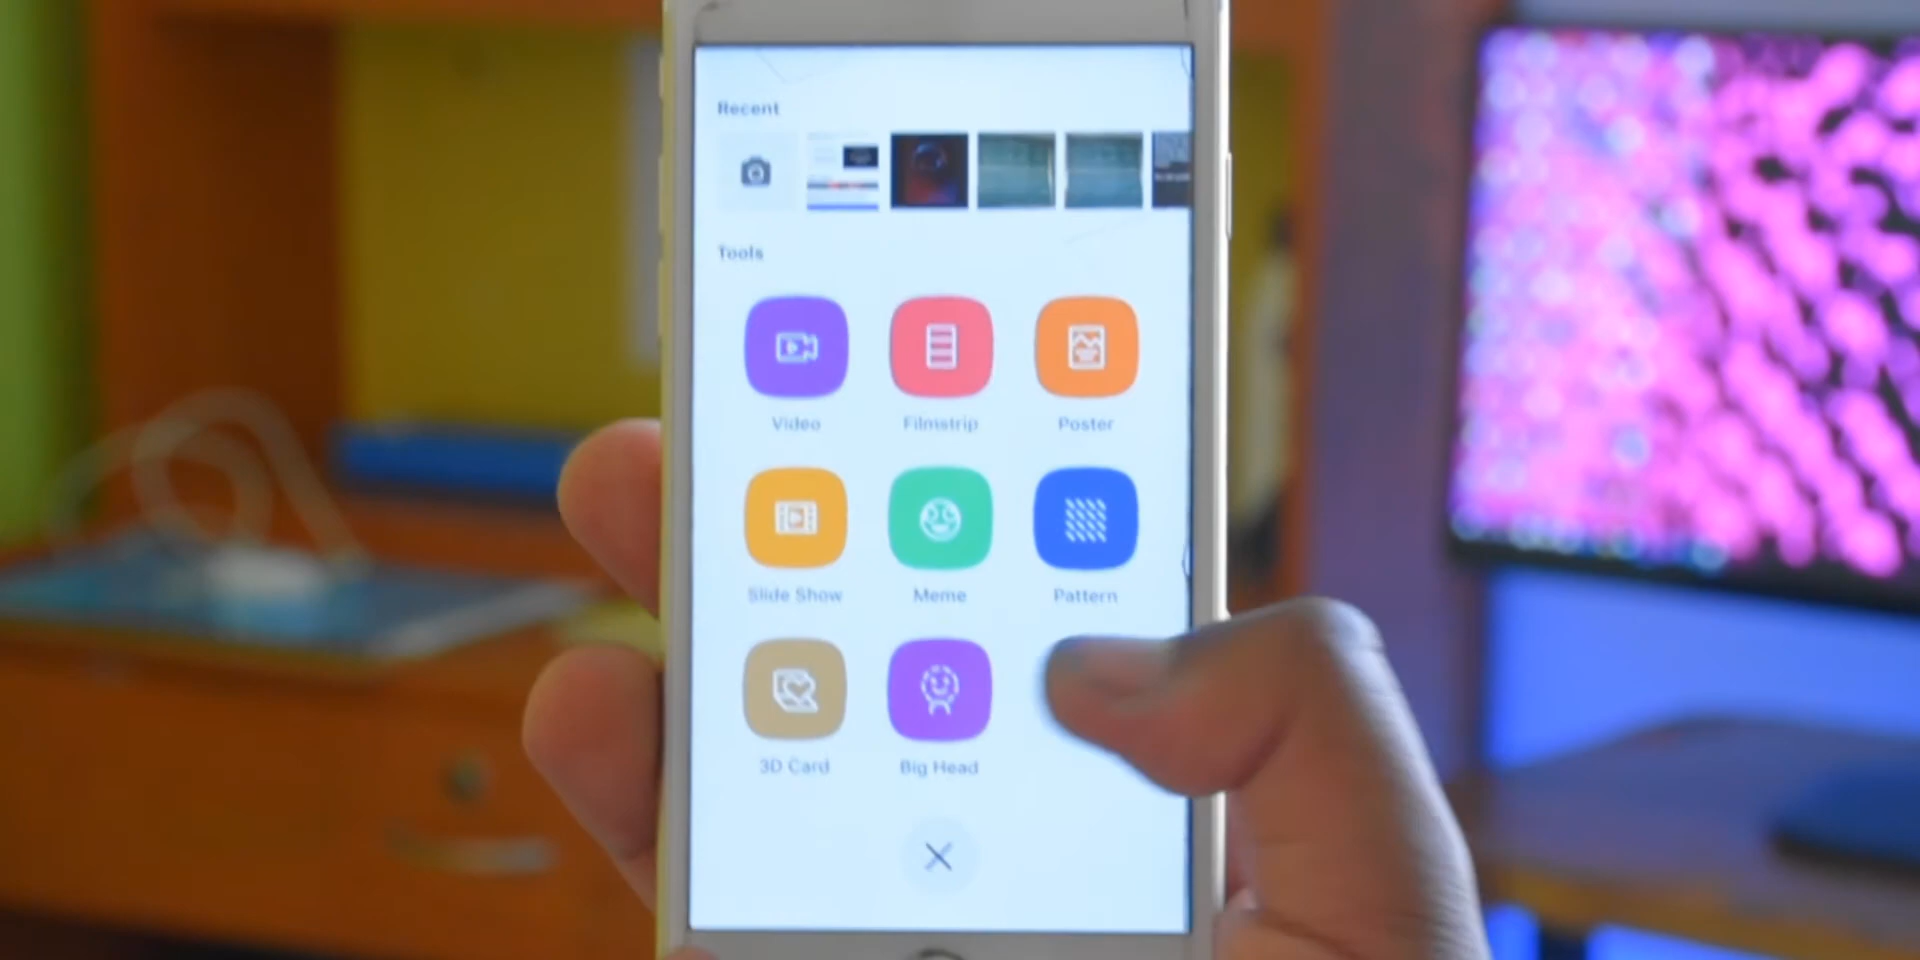 Recent
Tools
Video Filmstrip Poster
Slide Show Meme Pattern
3D Card Big Head